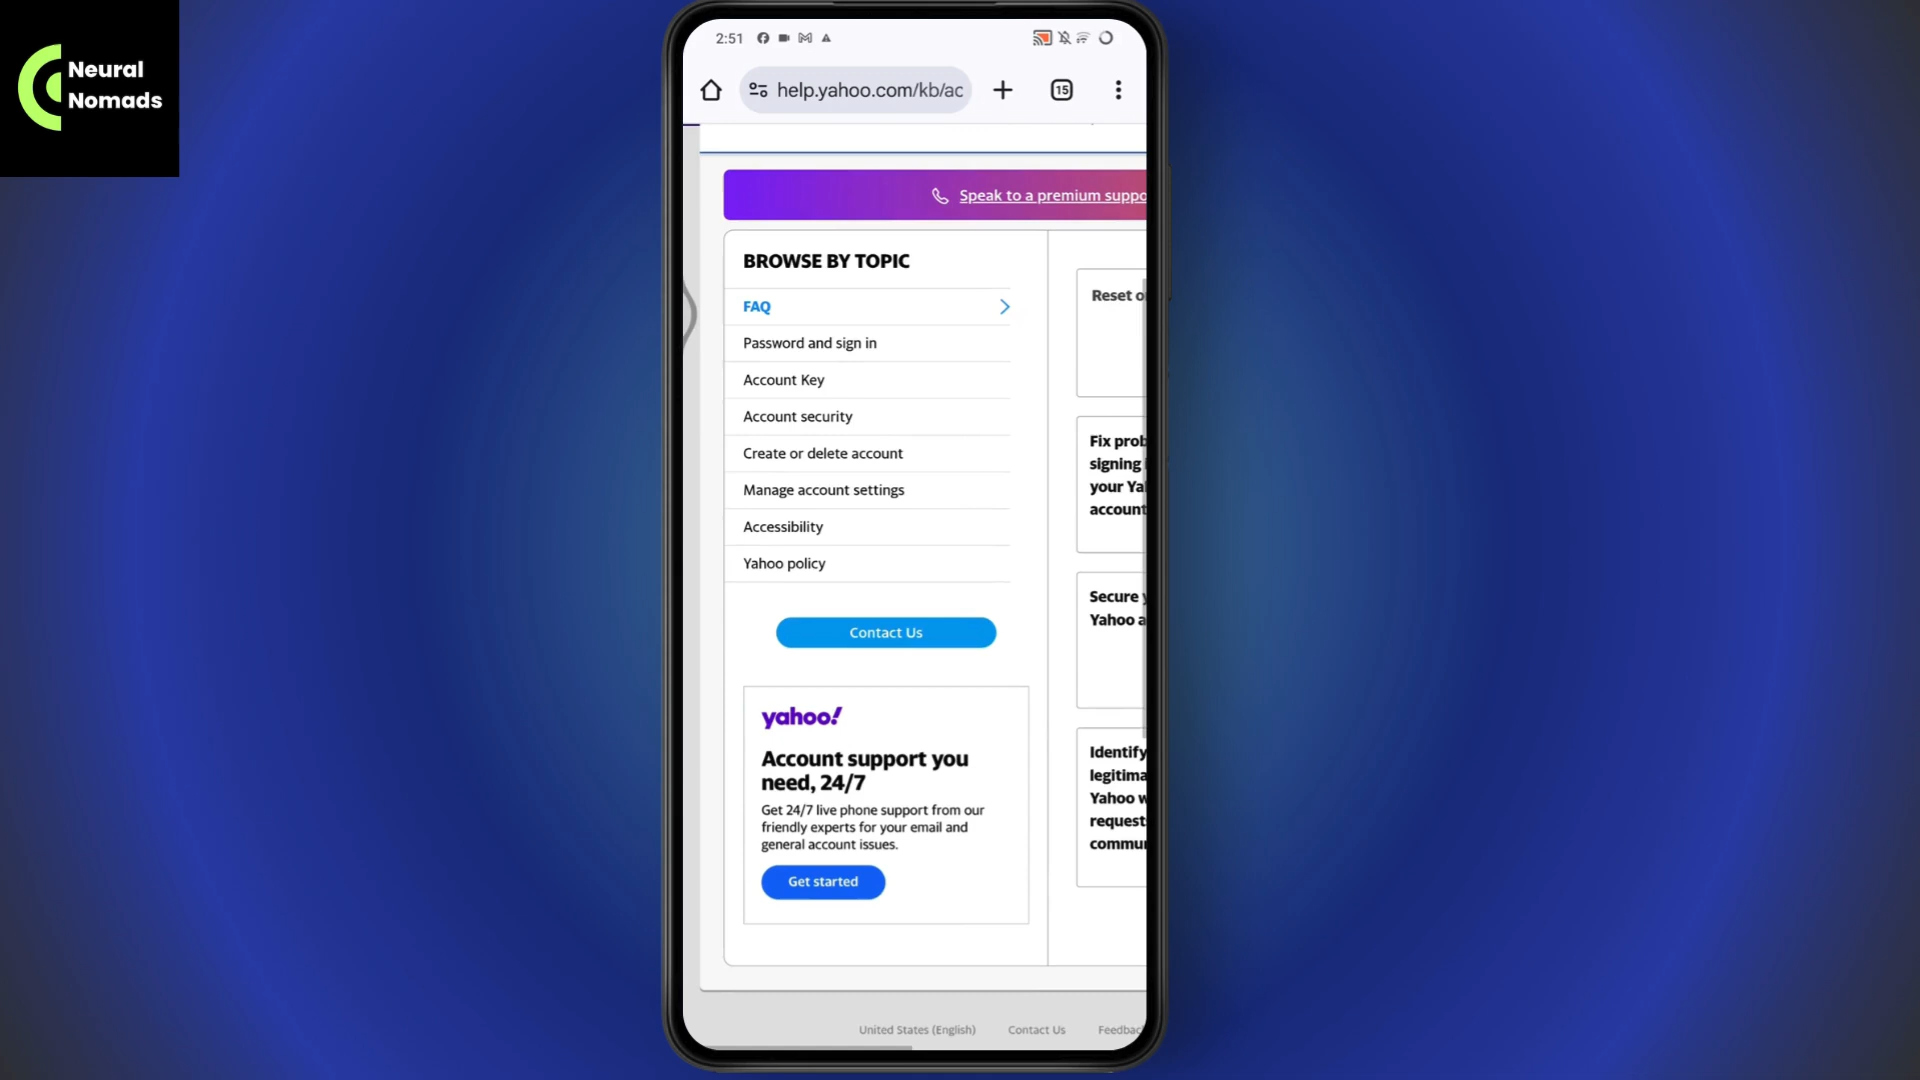 Neural
Nomads
2:51
help.yahoo.com/kb/ac
15
Speak to a premium suppo
BROWSE BY TOPIC
FAQ
Password and sign in
Account Key
Account security
Create or delete account
Manage account settings
Accessibility
Yahoo policy
Contact Us
yahoo!
Account support you
need, 24/7
Get 24/7 live phone support from our
friendly experts for your email and
general account issues.
Get started
Reset o
Fix prob
signing
your Ya
account
Secure
Yahoo a
Identify
legitima
Yahoo w
request
commu
United States (English)
Contact Us
Feedbac